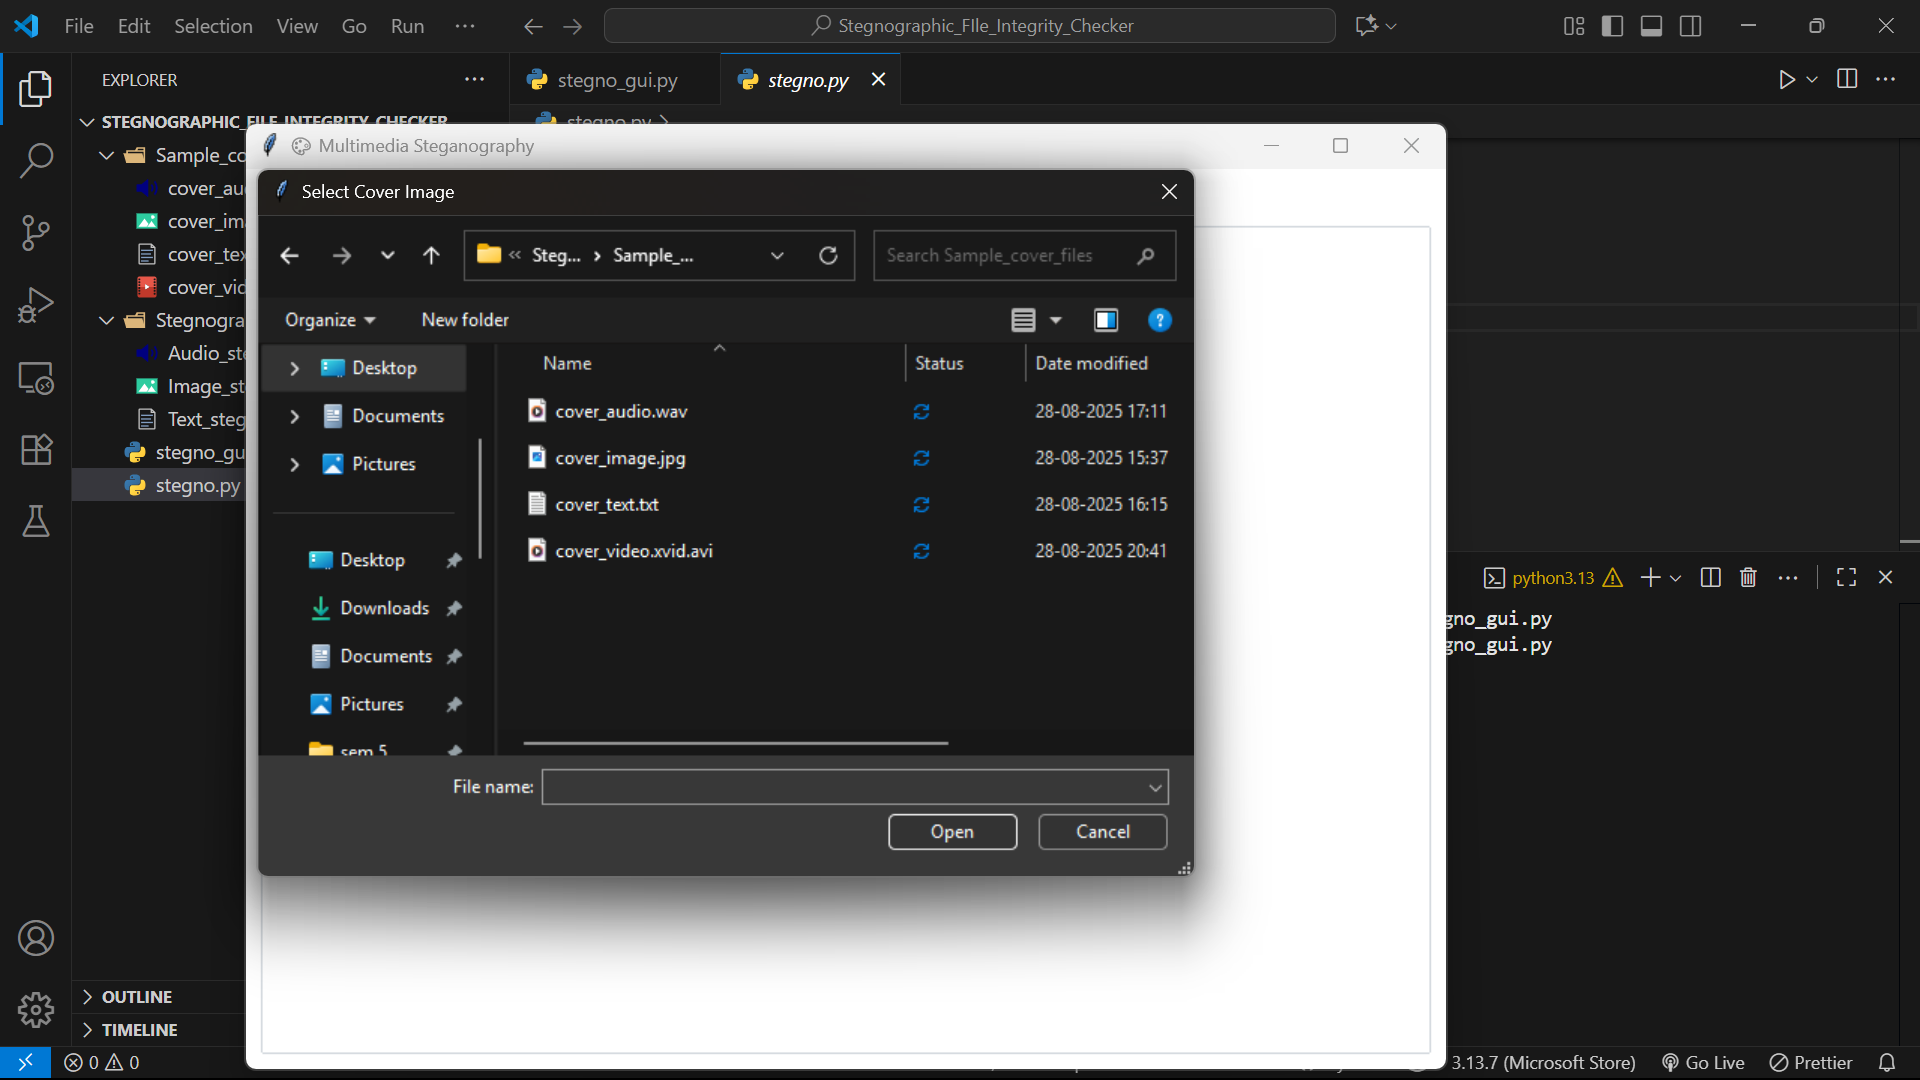 File Edit Selection View Go Run
Stegnographic_FIle_Integrity_Checker
EXPLORER
stegno_gui.py
stegno.py
STEGNOGRAPHIC_FILE_INTEGRITY_CHECKER
stegno.py
Sample_co
cover_au
cover_im
cover_tex
cover_vid
Stegnogra
Audio_ste
Image_st
Text_steg
stegno_gu
stegno.py
Multimedia Steganography
Select Cover Image
Steg... Sample_...
Search Sample_cover_files
Organize New folder
Desktop
Documents
Pictures
Desktop
Downloads
Documents
Pictures
sem 5
Name Status Date modified
cover_audio.wav 28-08-2025 17:11
cover_image.jpg 28-08-2025 15:37
cover_text.txt 28-08-2025 16:15
cover_video.xvid.avi 28-08-2025 20:41
File name:
Open Cancel
python3.13
gno_gui.py
gno_gui.py
OUTLINE
TIMELINE
0 0
3.13.7 (Microsoft Store) Go Live Prettier